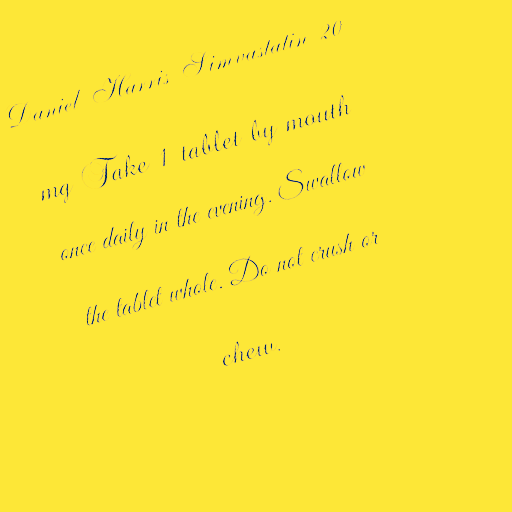 Daniel Harris Simvastatin 20
mg Take 1 tablet by mouth
once daily in the evening. Swallow
the tablet whole. Do not crush or
chew.